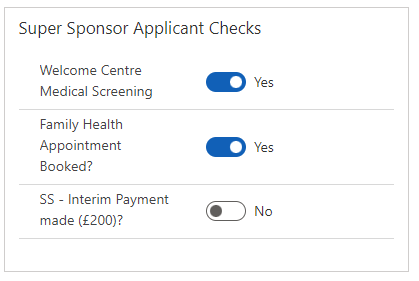 Super Sponsor Applicant Checks
Welcome Centre
Medical Screening
Yes
Family Health
Appointment
Booked?
Yes
SS - Interim Payment
made (£200)?
No